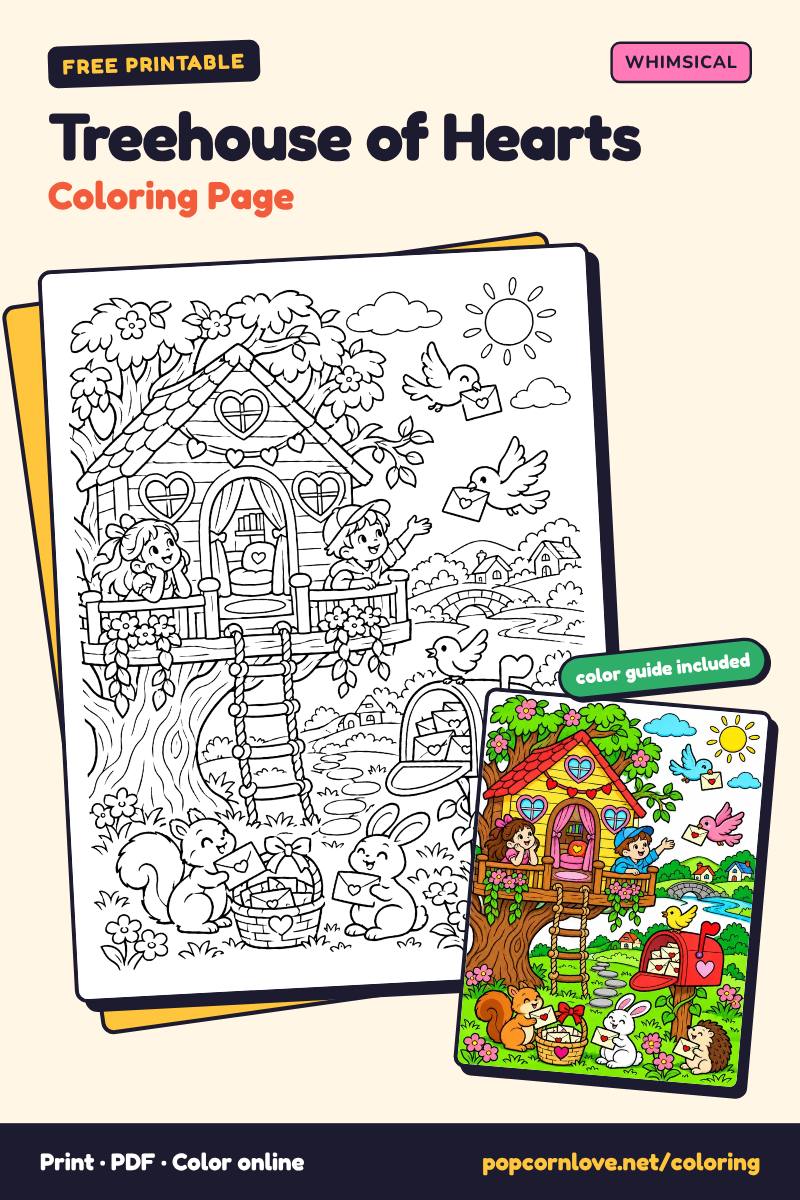 FREE PRINTABLE
WHIMSICAL
Treehouse of Hearts
Coloring Page
color guide included
Print · PDF · Color online
popcornlove.net/coloring